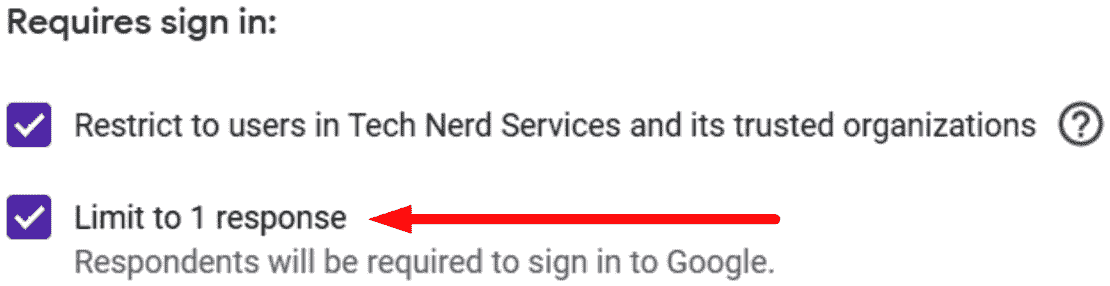 Requires sign in:
Restrict to users in Tech Nerd Services and its trusted organizations ?
Limit to 1 response
Respondents will be required to sign in to Google.